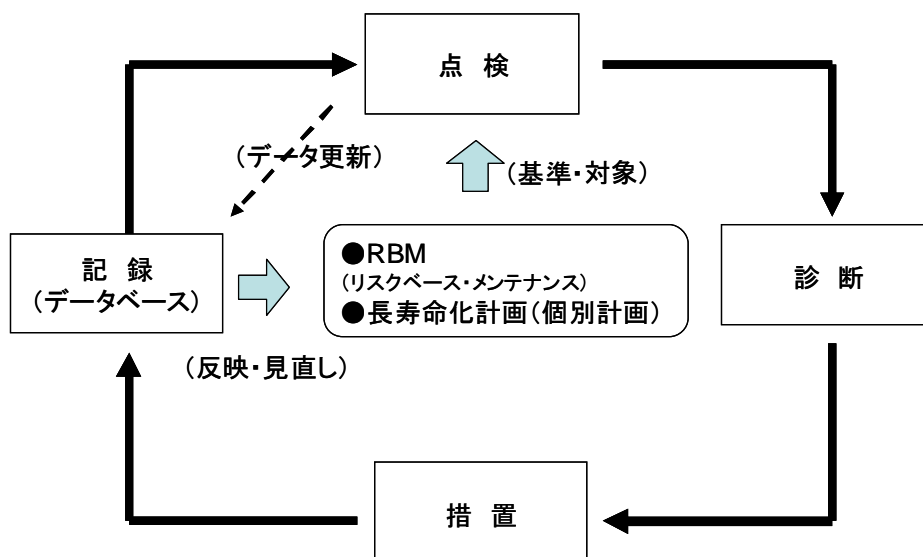 点 検
(データ更新)
(基準・対象)
記 録
(データベース)
●RBM
(リスクベース・メンテナンス)
●長寿命化計画(個別計画)
診 断
(反映・見直し)
措 置